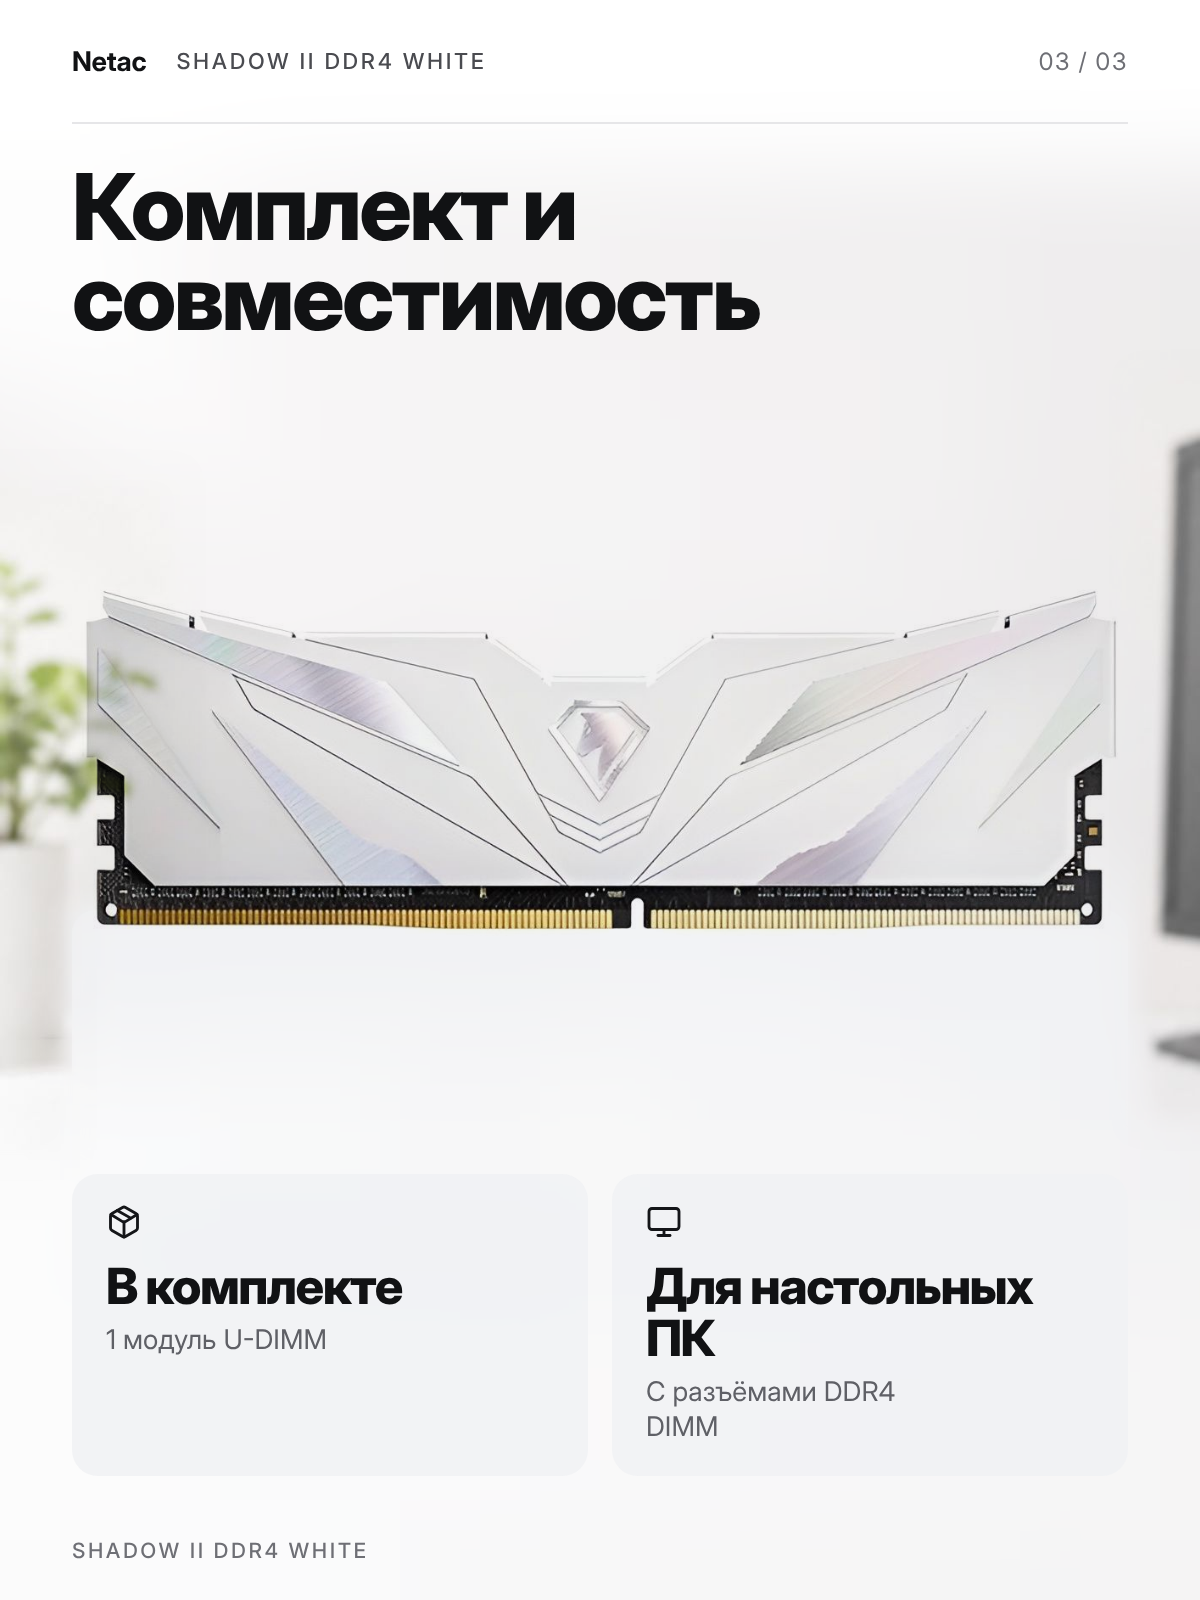 Netac SHADOW II DDR4 WHITE 03 / 03
Комплект и
совместимость
В комплекте
1 модуль U-DIMM
Для настольных
ПК
С разъёмами DDR4
DIMM
SHADOW II DDR4 WHITE